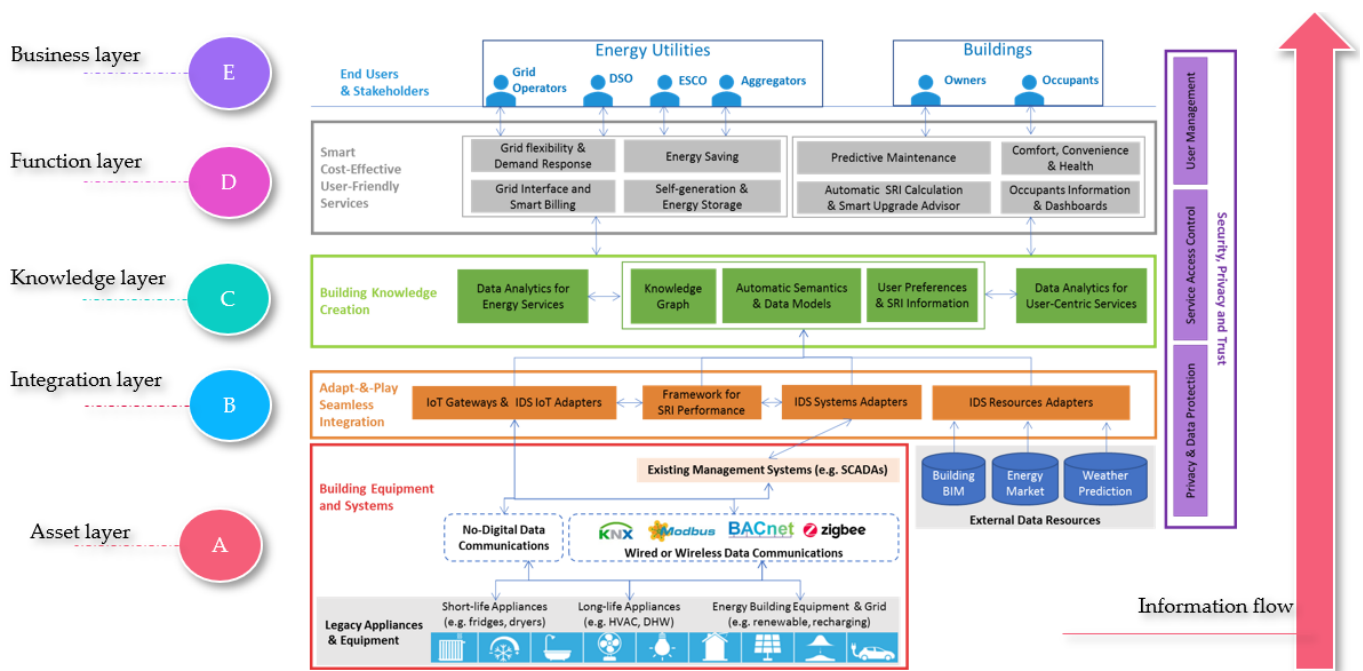 Business layer
E
End Users
& Stakeholders
Energy Utilities
Grid
Operators
DSO
ESCO
Aggregators
Buildings
Owners
Occupants
Function layer
D
Smart
Cost-Effective
User-Friendly
Services
Grid flexibility &
Demand Response
Energy Saving
Grid Interface and
Smart Billing
Self-generation &
Energy Storage
Predictive Maintenance
Comfort, Convenience
& Health
Automatic SRI Calculation
& Smart Upgrade Advisor
Occupants Information
& Dashboards
Knowledge layer
C
Building Knowledge
Creation
Data Analytics for
Energy Services
Knowledge
Graph
Automatic Semantics
& Data Models
User Preferences
& SRI Information
Data Analytics for
User-Centric Services
Integration layer
B
Adapt-&-Play
Seamless
Integration
IoT Gateways & IDS IoT Adapters
Framework for
SRI Performance
IDS Systems Adapters
IDS Resources Adapters
Asset layer
A
Building Equipment
and Systems
Existing Management Systems (e.g. SCADAs)
No-Digital Data
Communications
KNX
Modbus
BACnet
zigbee
Wired or Wireless Data Communications
Building
BIM
Energy
Market
Weather
Prediction
External Data Resources
Legacy Appliances
& Equipment
Short-life Appliances
(e.g. fridges, dryers)
Long-life Appliances
(e.g. HVAC, DHW)
Energy Building Equipment & Grid
(e.g. renewable, recharging)
User Management
Service Access Control
Privacy & Data Protection
Security, Privacy and Trust
Information flow